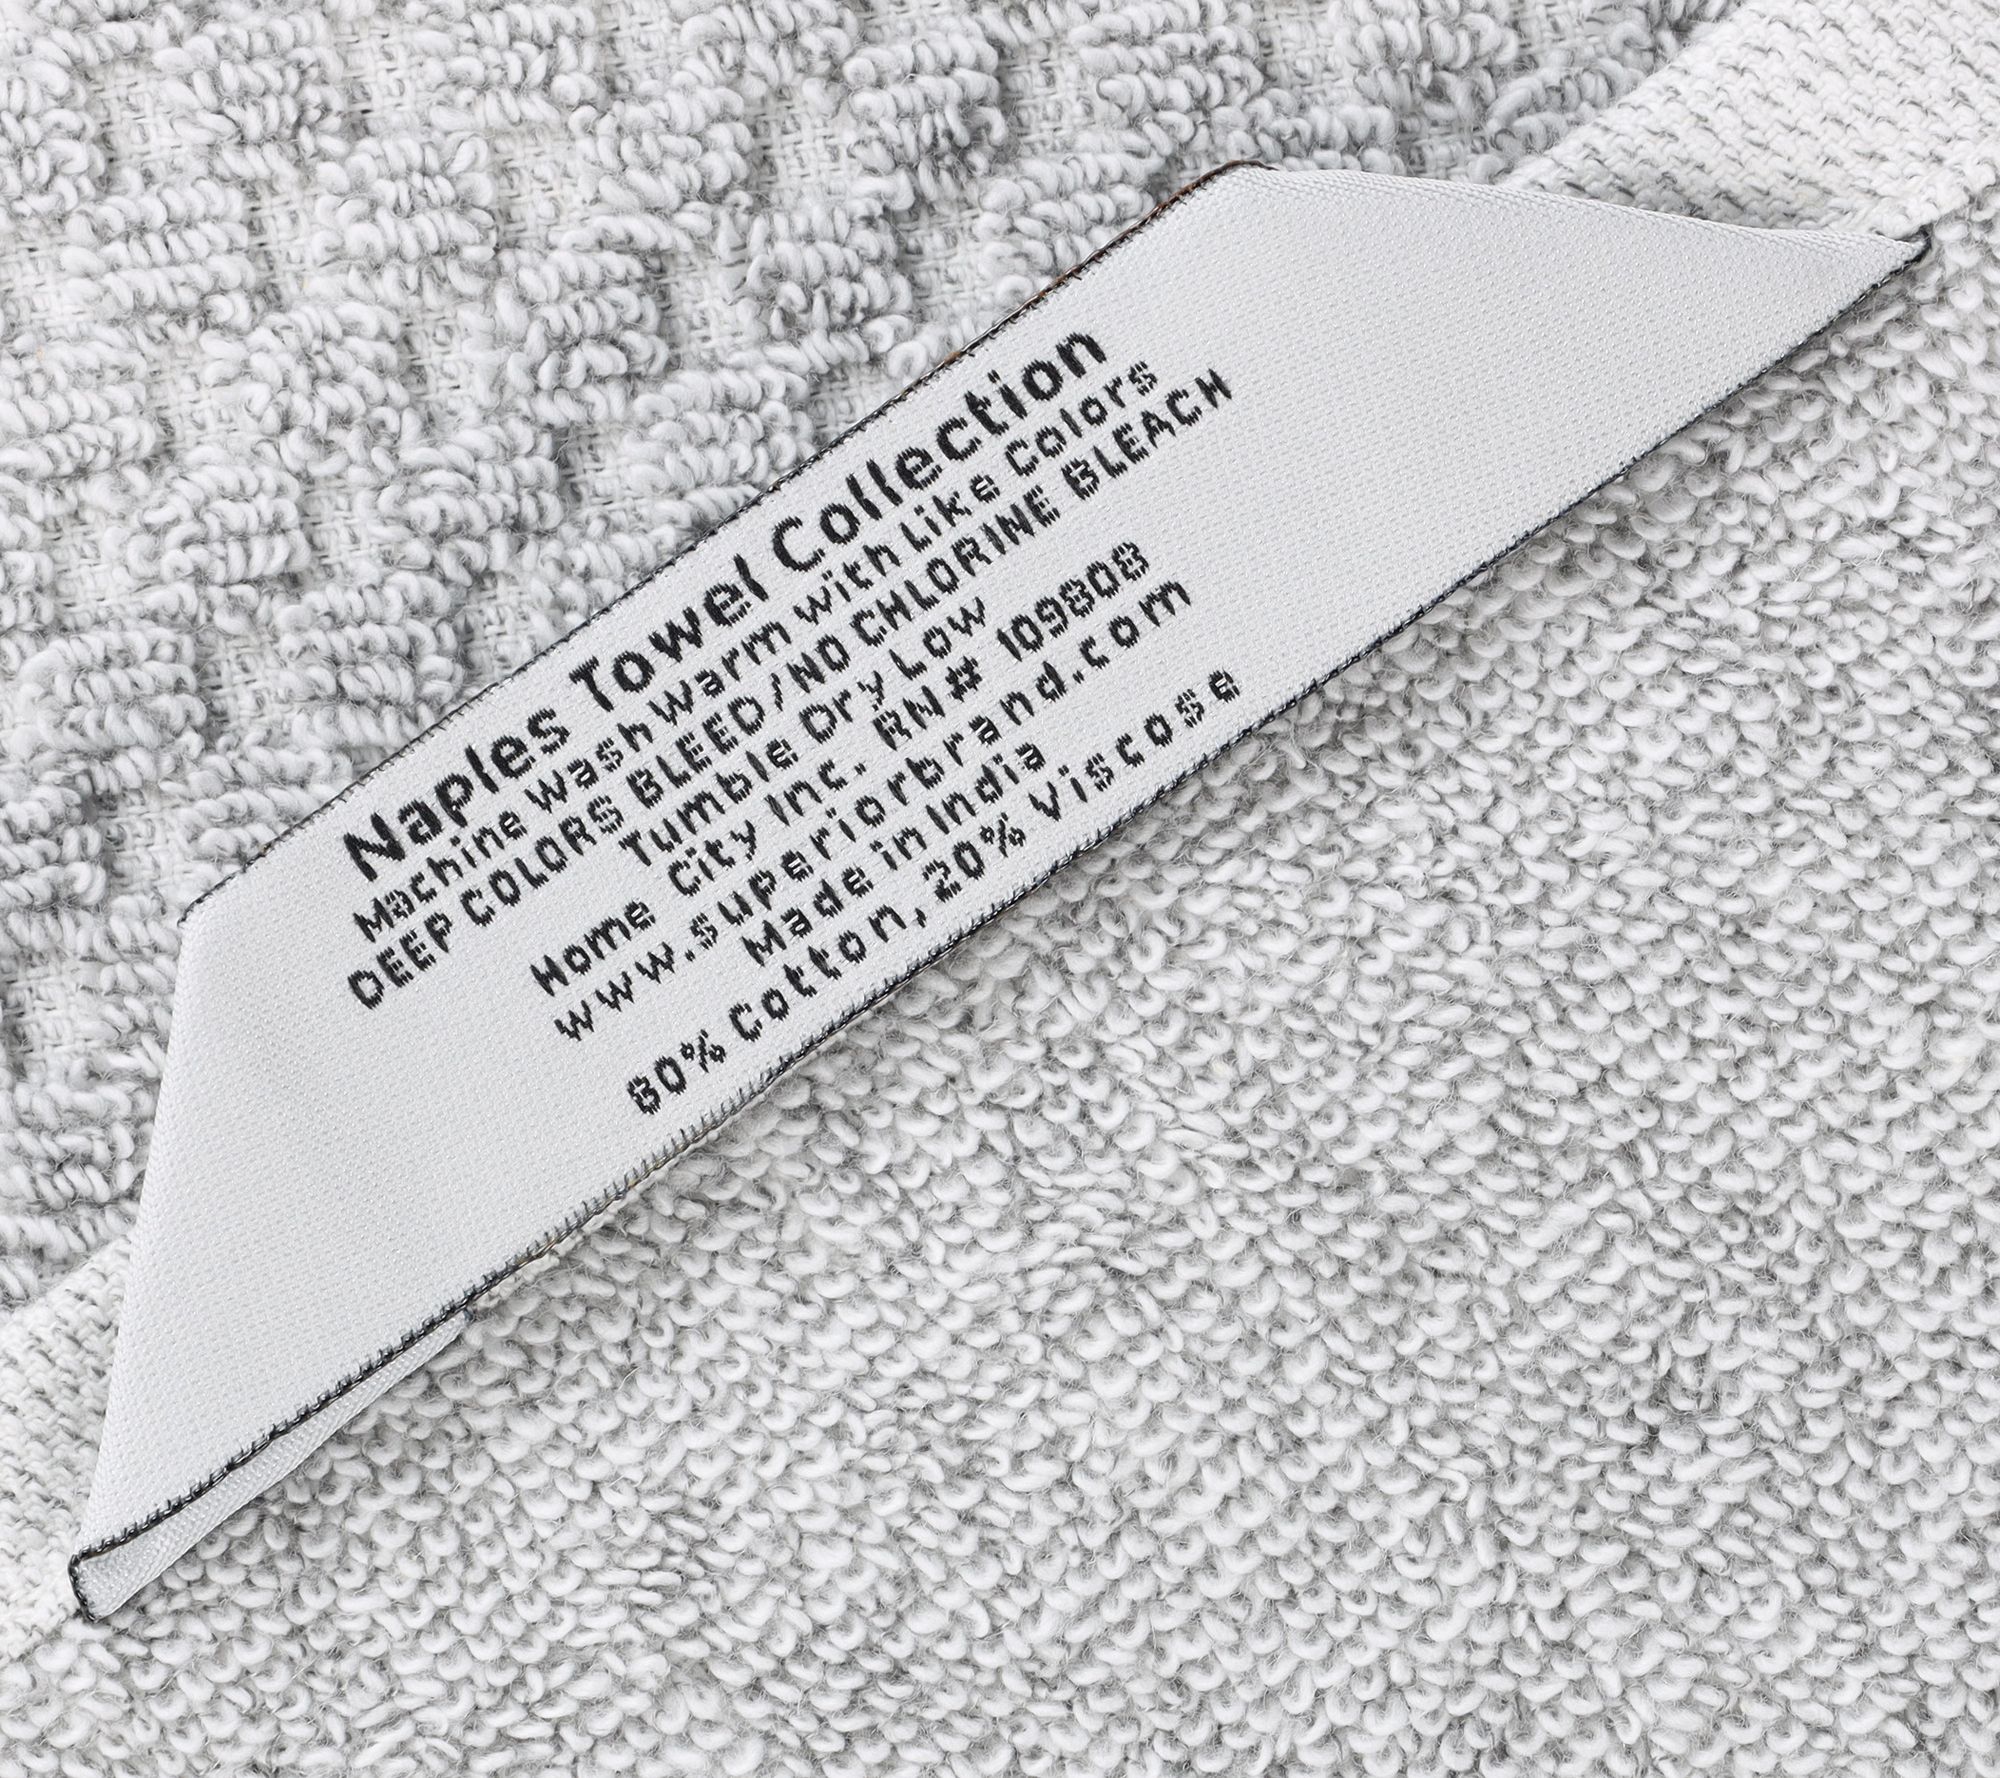 Naples Towel Collection
Machine Wash Warm with Like Colors
DEEP COLORS BLEED/NO CHLORINE BLEACH
Tumble Dry Low
Home City Inc. RN# 109808
www.superiorbrand.com
Made in India
80% Cotton, 20% Viscose